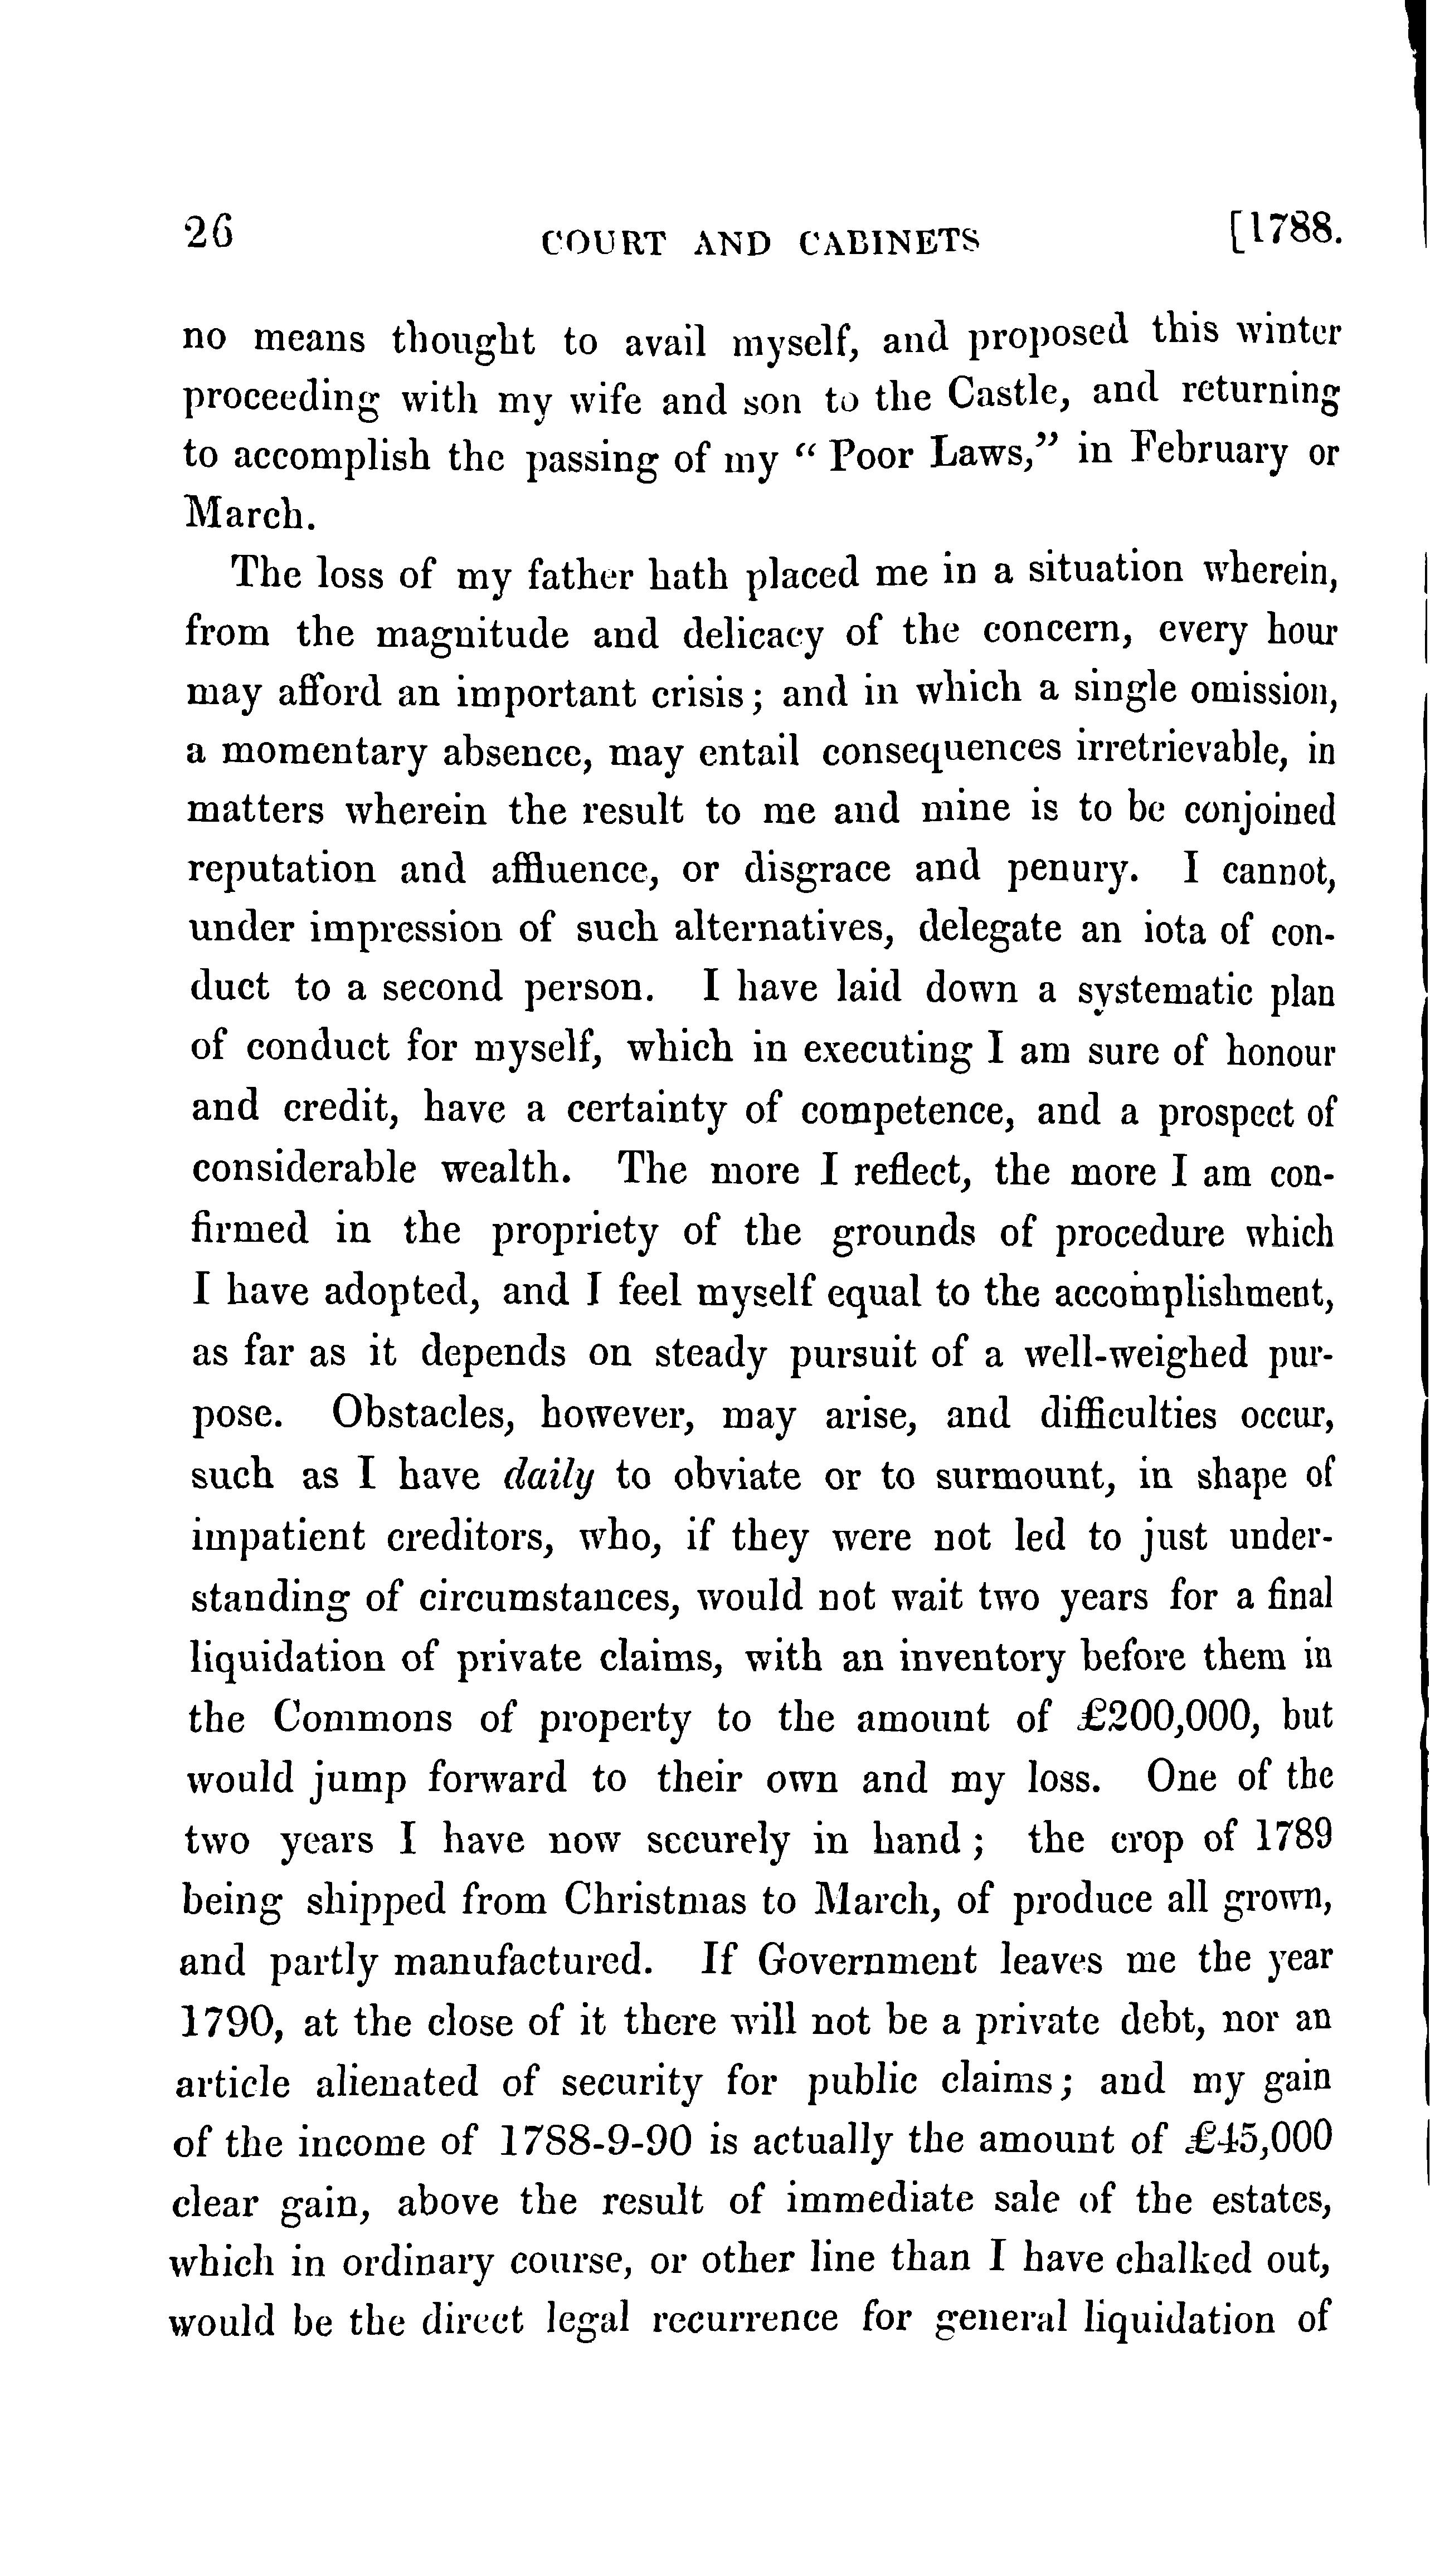 26 COURT AND CABINETS [1788.
no means thought to avail myself, and proposed this winter
proceeding with my wife and son to the Castle, and returning
to accomplish the passing of my “ Poor Laws,” in February or
March.
The loss of my father hath placed me in a situation wherein,
from the magnitude and delicacy of the concern, every hour
may afford an important crisis; and in which a single omission,
a momentary absence, may entail consequences irretrievable, in
matters wherein the result to me and mine is to be conjoined
reputation and affluence, or disgrace and penury. I cannot,
under impression of such alternatives, delegate an iota of con-
duct to a second person. I have laid down a systematic plan
of conduct for myself, which in executing I am sure of honour
and credit, have a certainty of competence, and a prospect of
considerable wealth. The more I reflect, the more I am con-
firmed in the propriety of the grounds of procedure which
I have adopted, and I feel myself equal to the accomplishment,
as far as it depends on steady pursuit of a well-weighed pur-
pose. Obstacles, however, may arise, and difficulties occur,
such as I have daily to obviate or to surmount, in shape of
impatient creditors, who, if they were not led to just under-
standing of circumstances, would not wait two years for a final
liquidation of private claims, with an inventory before them in
the Commons of property to the amount of £200,000, but
would jump forward to their own and my loss. One of the
two years I have now securely in hand; the crop of 1789
being shipped from Christmas to March, of produce all grown,
and partly manufactured. If Government leaves me the year
1790, at the close of it there will not be a private debt, nor an
article alienated of security for public claims; and my gain
of the income of 1788-9-90 is actually the amount of £45,000
clear gain, above the result of immediate sale of the estates,
which in ordinary course, or other line than I have chalked out,
would be the direct legal recurrence for general liquidation of